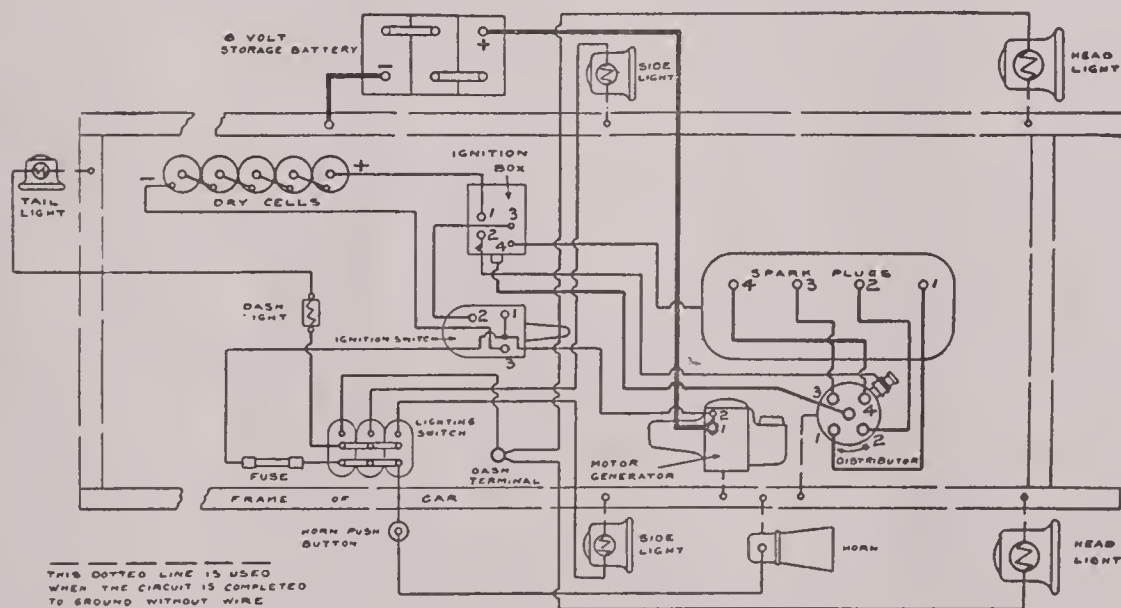 6 VOLT
STORAGE BATTERY
+
-
SIDE
LIGHT
HEAD
LIGHT
TAIL
LIGHT
-
+
DRY CELLS
IGNITION
BOX
1
3
2
4
SPARK PLUGS
4
3
2
1
DASH
LIGHT
2
1
IGNITION SWITCH
3
LIGHTING
SWITCH
FUSE
DASH
TERMINAL
MOTOR
GENERATOR
2
1
3
4
1
2
DISTRIBUTOR
FRAME OF CAR
HORN PUSH
BUTTON
SIDE
LIGHT
HORN
HEAD
LIGHT
THIS DOTTED LINE IS USED
WHEN THE CIRCUIT IS COMPLETED
TO GROUND WITHOUT WIRE